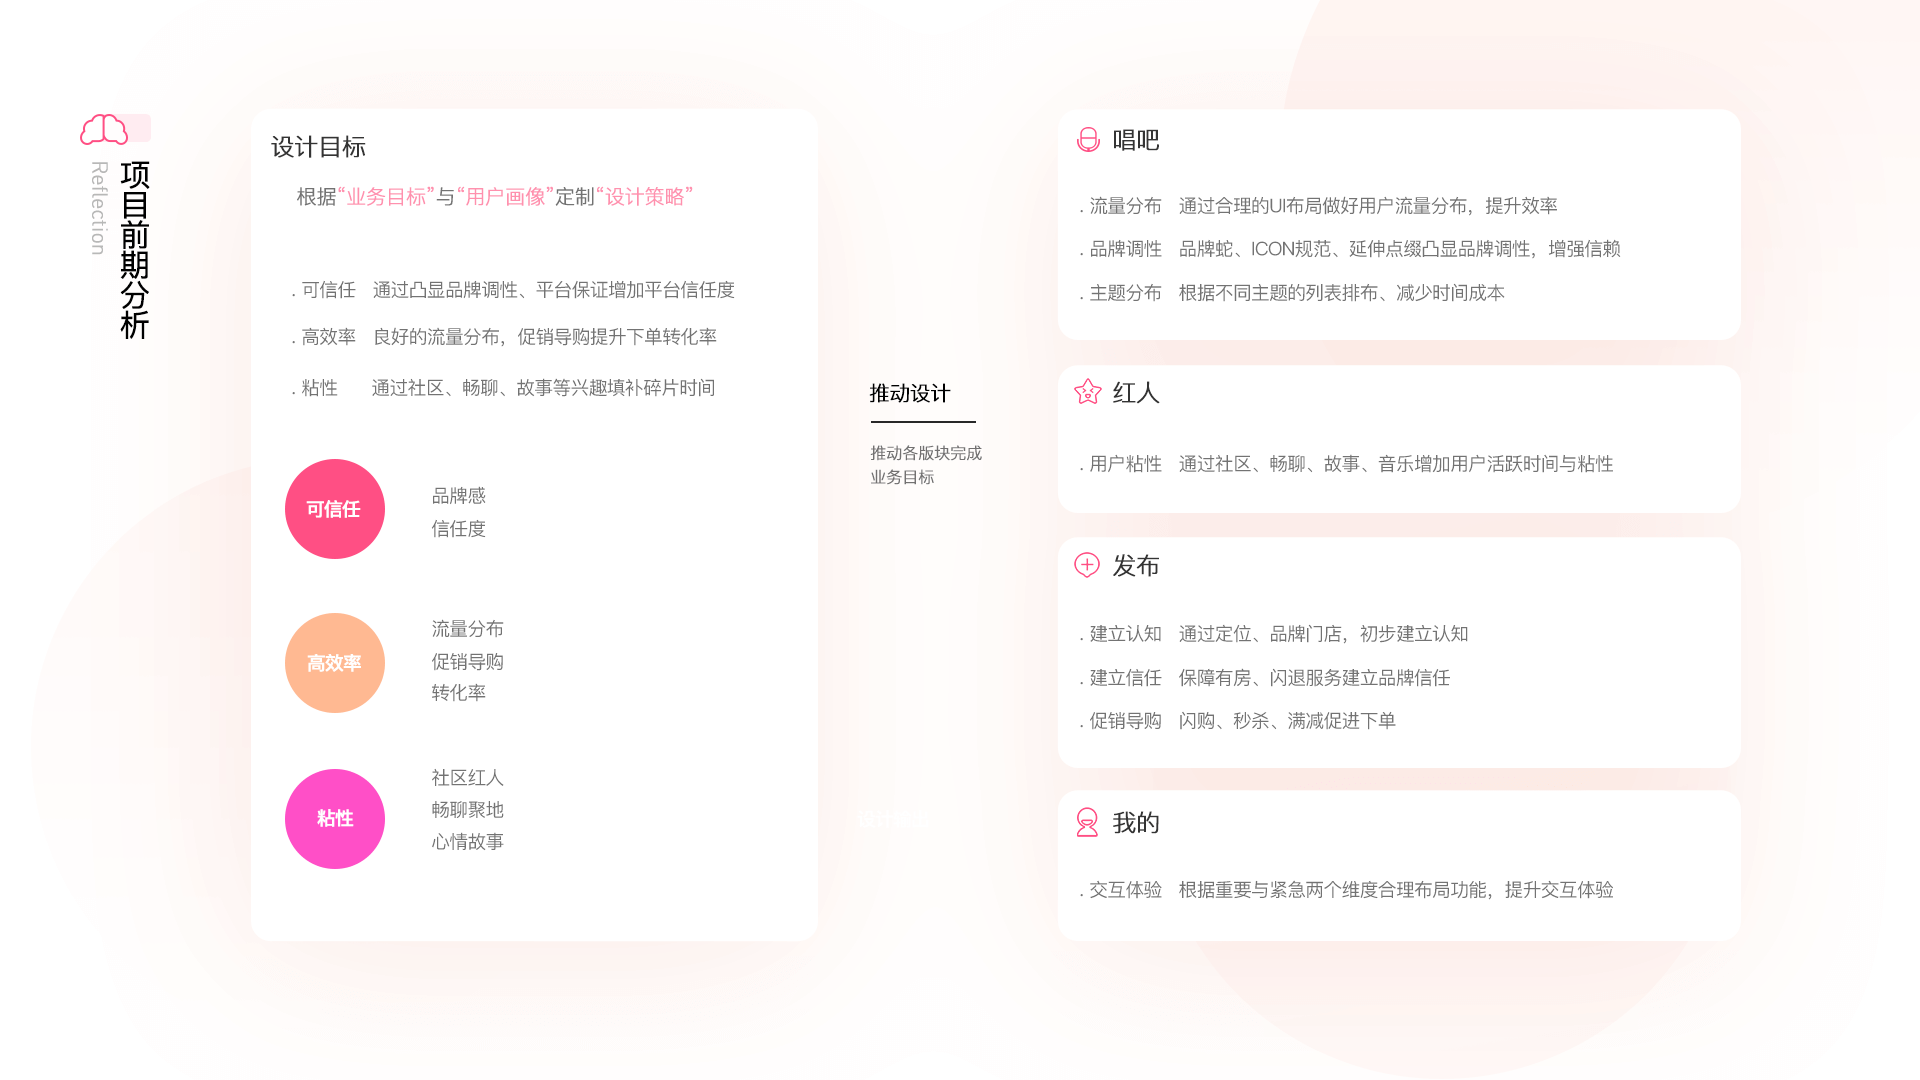 项目前期分析
Reflection
设计目标
根据“业务目标”与“用户画像”定制“设计策略”
. 可信任 通过凸显品牌调性、平台保证增加平台信任度
. 高效率 良好的流量分布，促销导购提升下单转化率
. 粘性 通过社区、畅聊、故事等兴趣填补碎片时间
可信任
品牌感
信任度
高效率
流量分布
促销导购
转化率
粘性
社区红人
畅聊聚地
心情故事
推动设计
推动各版块完成
业务目标
唱吧
. 流量分布 通过合理的UI布局做好用户流量分布，提升效率
. 品牌调性 品牌蛇、ICON规范、延伸点缀凸显品牌调性，增强信赖
. 主题分布 根据不同主题的列表排布、减少时间成本
红人
. 用户粘性 通过社区、畅聊、故事、音乐增加用户活跃时间与粘性
发布
. 建立认知 通过定位、品牌门店，初步建立认知
. 建立信任 保障有房、闪退服务建立品牌信任
. 促销导购 闪购、秒杀、满减促进下单
我的
. 交互体验 根据重要与紧急两个维度合理布局功能，提升交互体验